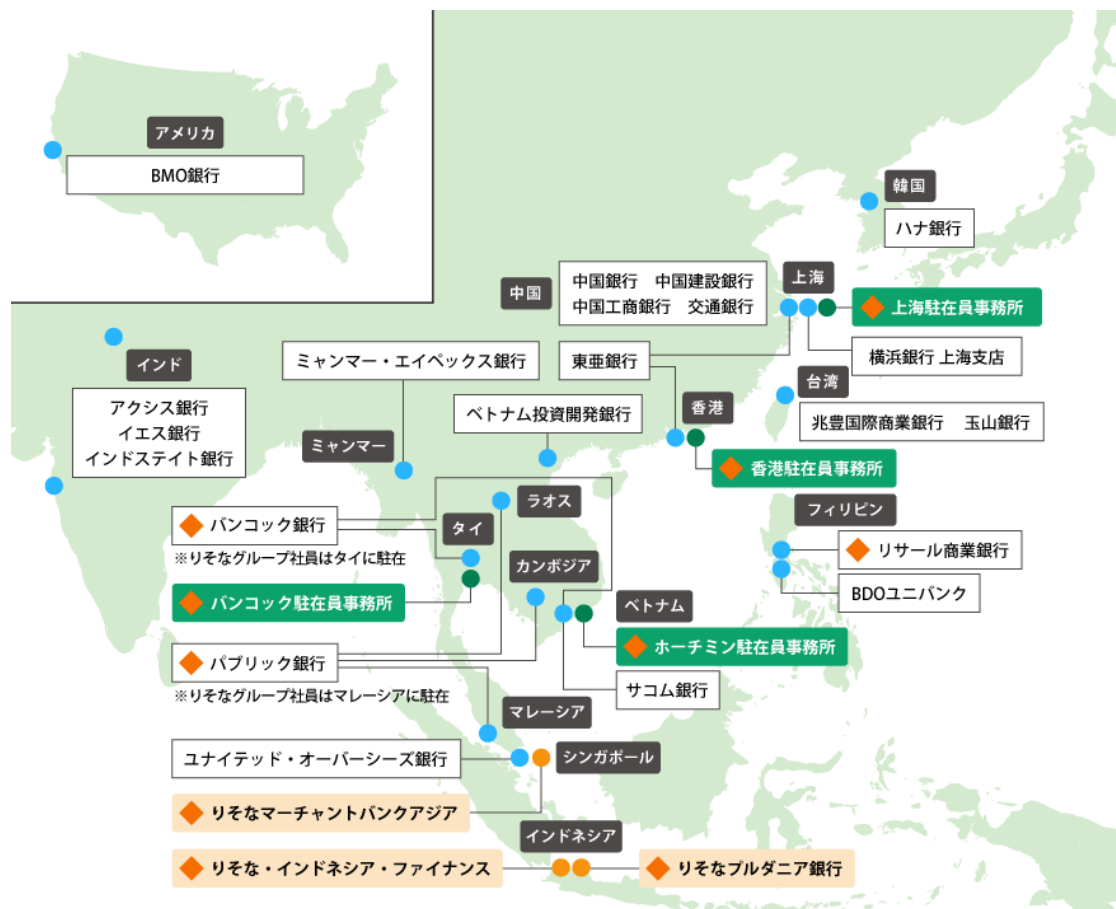 アメリカ
BMO銀行
韓国
ハナ銀行
中国
中国銀行 中国建設銀行
中国工商銀行 交通銀行
上海
上海駐在員事務所
東亜銀行
横浜銀行 上海支店
インド
アクシス銀行
イエス銀行
インドステイト銀行
ミャンマー・エイペックス銀行
ミャンマー
ベトナム投資開発銀行
香港
香港駐在員事務所
台湾
兆豊国際商業銀行 玉山銀行
バンコック銀行
※りそなグループ社員はタイに駐在
タイ
バンコック駐在員事務所
ラオス
カンボジア
フィリピン
リサール商業銀行
BDOユニバンク
ベトナム
ホーチミン駐在員事務所
サコム銀行
パブリック銀行
※りそなグループ社員はマレーシアに駐在
マレーシア
ユナイテッド・オーバーシーズ銀行
シンガポール
りそなマーチャントバンクアジア
インドネシア
りそな・インドネシア・ファイナンス
りそなプルダニア銀行